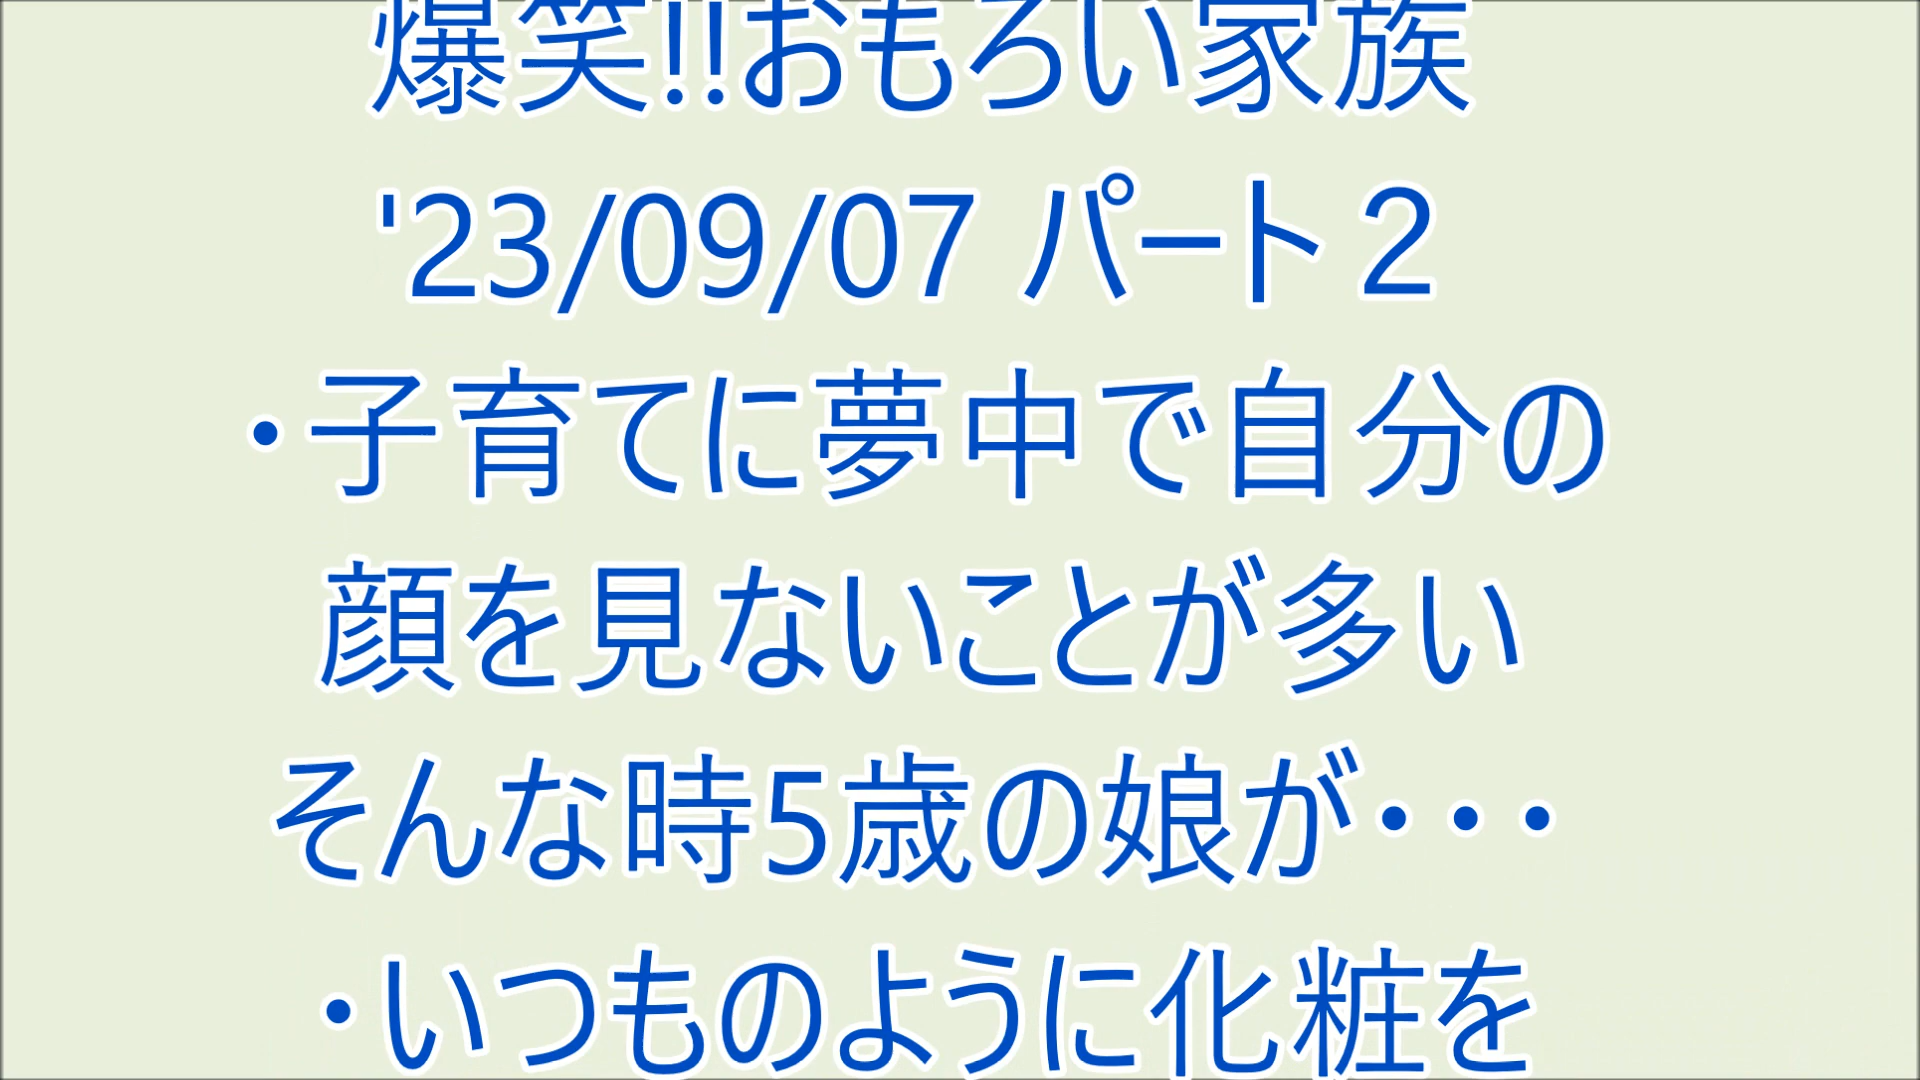 爆笑!!おもろい家族
'23/09/07 パート２
・子育てに夢中で自分の
顔を見ないことが多い
そんな時5歳の娘が・・・
・いつものように化粧を